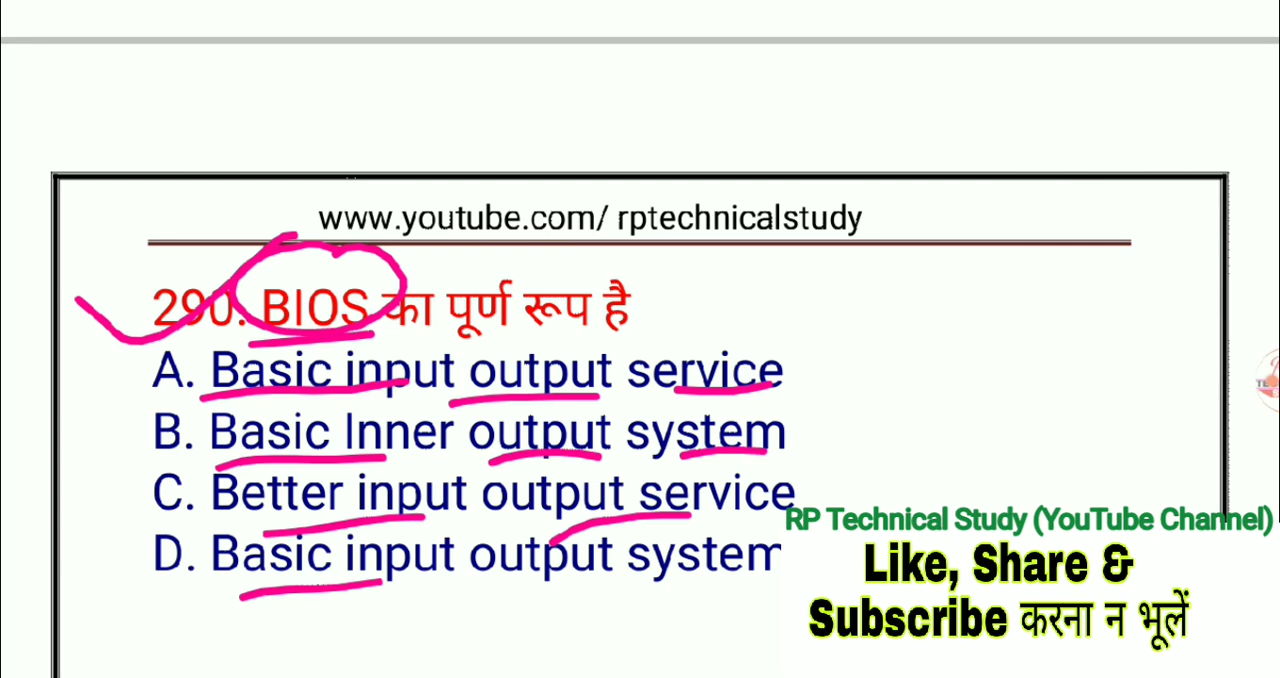 www.youtube.com/ rptechnicalstudy
290. BIOS का पूर्ण रूप है
A. Basic input output service
B. Basic Inner output system
C. Better input output service
D. Basic input output system
RP Technical Study (YouTube Channel)
Like, Share &
Subscribe करना न भूलें